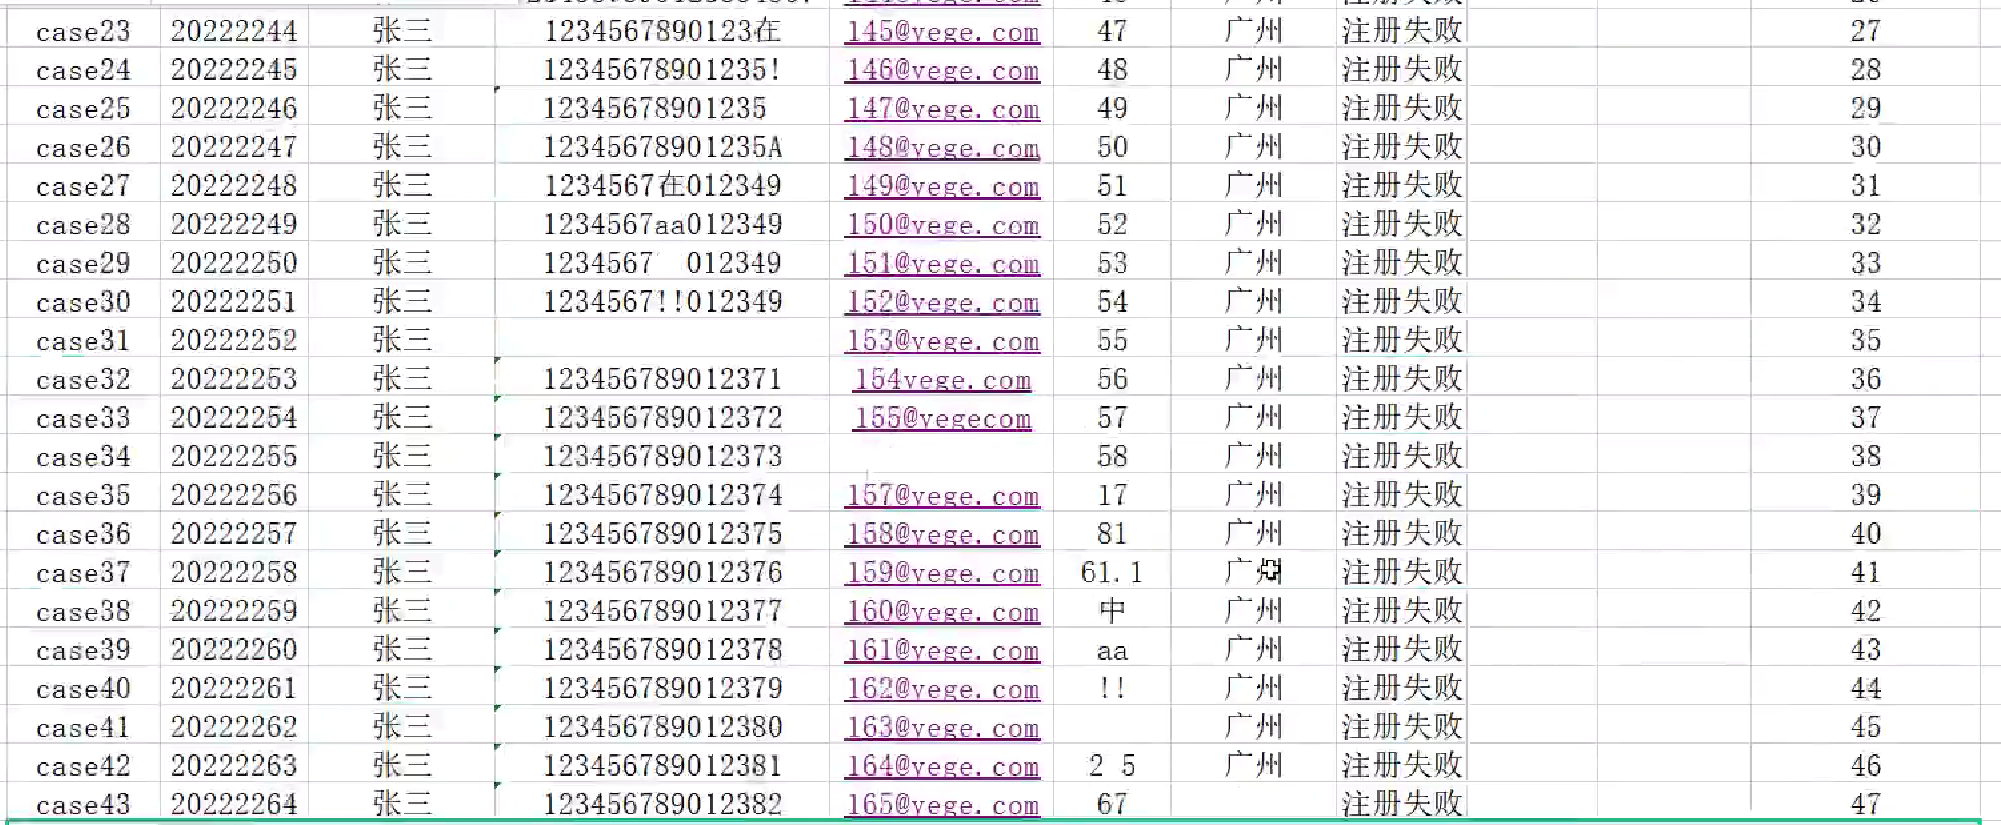 case23 20222244 张三 1234567890123在 145@vege.com 47 广州 注册失败 27
case24 20222245 张三 12345678901235! 146@vege.com 48 广州 注册失败 28
case25 20222246 张三 12345678901235 147@vege.com 49 广州 注册失败 29
case26 20222247 张三 12345678901235A 148@vege.com 50 广州 注册失败 30
case27 20222248 张三 1234567在012349 149@vege.com 51 广州 注册失败 31
case28 20222249 张三 1234567aa012349 150@vege.com 52 广州 注册失败 32
case29 20222250 张三 1234567  012349 151@vege.com 53 广州 注册失败 33
case30 20222251 张三 1234567!!012349 152@vege.com 54 广州 注册失败 34
case31 20222252 张三 153@vege.com 55 广州 注册失败 35
case32 20222253 张三 123456789012371 154vege.com 56 广州 注册失败 36
case33 20222254 张三 123456789012372 155@vegecom 57 广州 注册失败 37
case34 20222255 张三 123456789012373 58 广州 注册失败 38
case35 20222256 张三 123456789012374 157@vege.com 17 广州 注册失败 39
case36 20222257 张三 123456789012375 158@vege.com 81 广州 注册失败 40
case37 20222258 张三 123456789012376 159@vege.com 61.1 广州 注册失败 41
case38 20222259 张三 123456789012377 160@vege.com 中 广州 注册失败 42
case39 20222260 张三 123456789012378 161@vege.com aa 广州 注册失败 43
case40 20222261 张三 123456789012379 162@vege.com !! 广州 注册失败 44
case41 20222262 张三 123456789012380 163@vege.com 广州 注册失败 45
case42 20222263 张三 123456789012381 164@vege.com 2 5 广州 注册失败 46
case43 20222264 张三 123456789012382 165@vege.com 67 注册失败 47